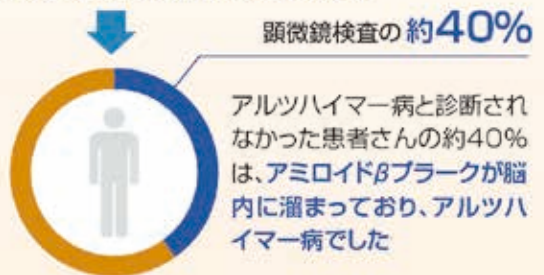 顕微鏡検査の約40%
アルツハイマー病と診断され
なかった患者さんの約40%
は、アミロイドβプラークが脳
内に溜まっており、アルツハ
イマー病でした